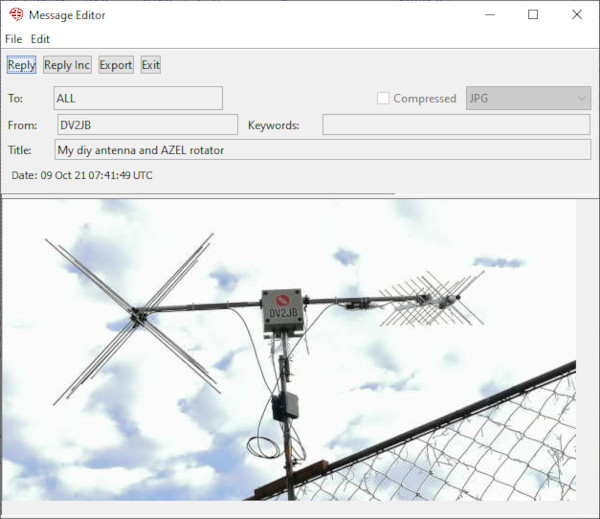 Message Editor
File Edit
Reply Reply Inc Export Exit
To: ALL Compressed JPG
From: DV2JB Keywords:
Title: My diy antenna and AZEL rotator
Date: 09 Oct 21 07:41:49 UTC
DV2JB